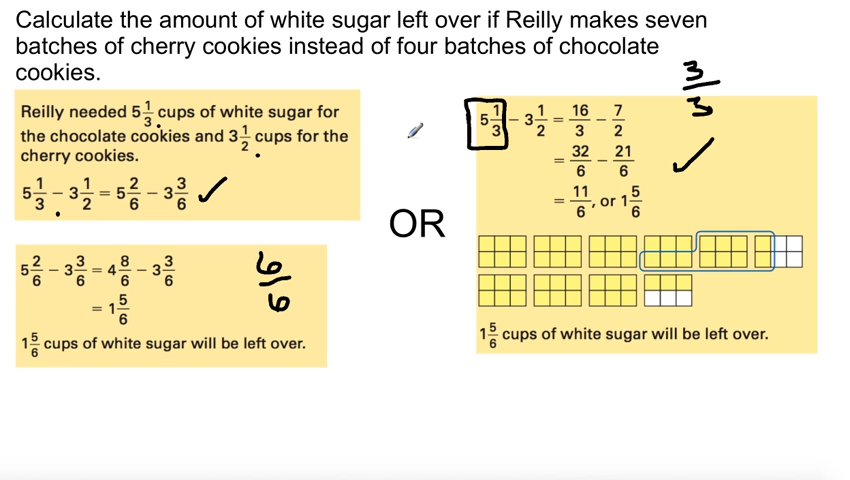 Calculate the amount of white sugar left over if Reilly makes seven
batches of cherry cookies instead of four batches of chocolate
cookies.
Reilly needed 5 1/3 cups of white sugar for
the chocolate cookies and 3 1/2 cups for the
cherry cookies.
5 1/3 − 3 1/2 = 5 2/6 − 3 3/6
5 2/6 − 3 3/6 = 4 8/6 − 3 3/6
= 1 5/6
6/6
1 5/6 cups of white sugar will be left over.
OR
3/3
5 1/3 − 3 1/2 = 16/3 − 7/2
= 32/6 − 21/6
= 11/6, or 1 5/6
1 5/6 cups of white sugar will be left over.